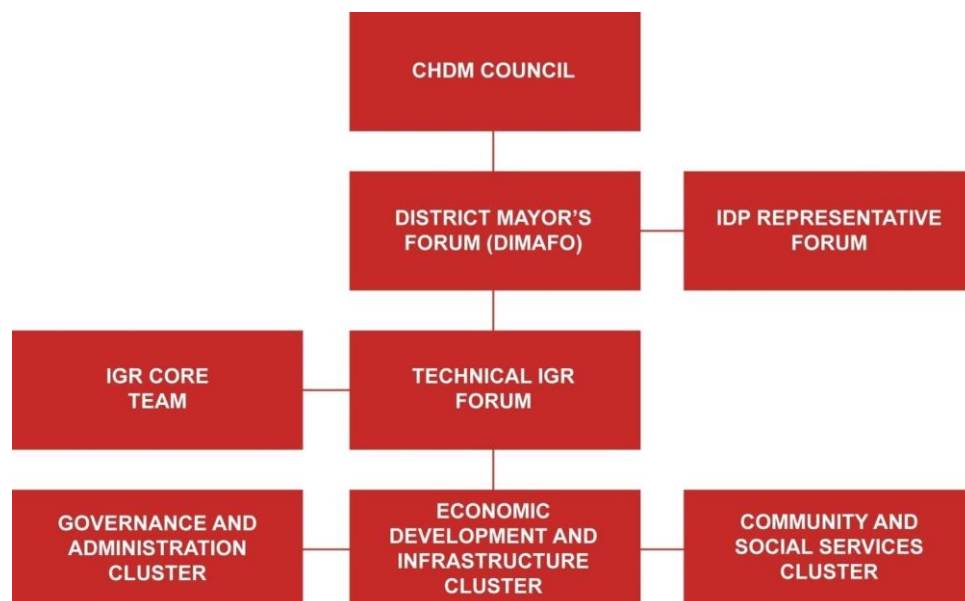 CHDM COUNCIL
DISTRICT MAYOR’S
FORUM (DIMAFO)
IDP REPRESENTATIVE
FORUM
IGR CORE
TEAM
TECHNICAL IGR
FORUM
GOVERNANCE AND
ADMINISTRATION
CLUSTER
ECONOMIC
DEVELOPMENT AND
INFRASTRUCTURE
CLUSTER
COMMUNITY AND
SOCIAL SERVICES
CLUSTER